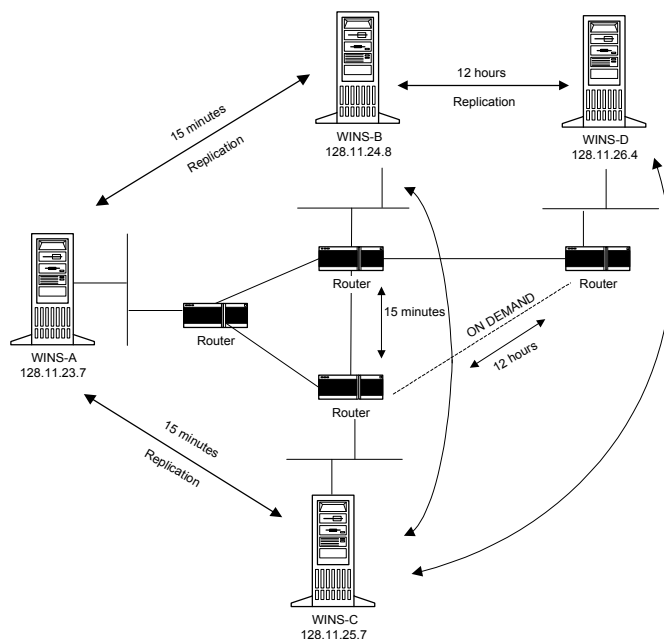 12 hours
Replication
15 minutes
Replication
WINS-B
128.11.24.8
WINS-D
128.11.26.4
Router
Router
ON DEMAND
15 minutes
Router
12 hours
WINS-A
128.11.23.7
Router
15 minutes
Replication
WINS-C
128.11.25.7